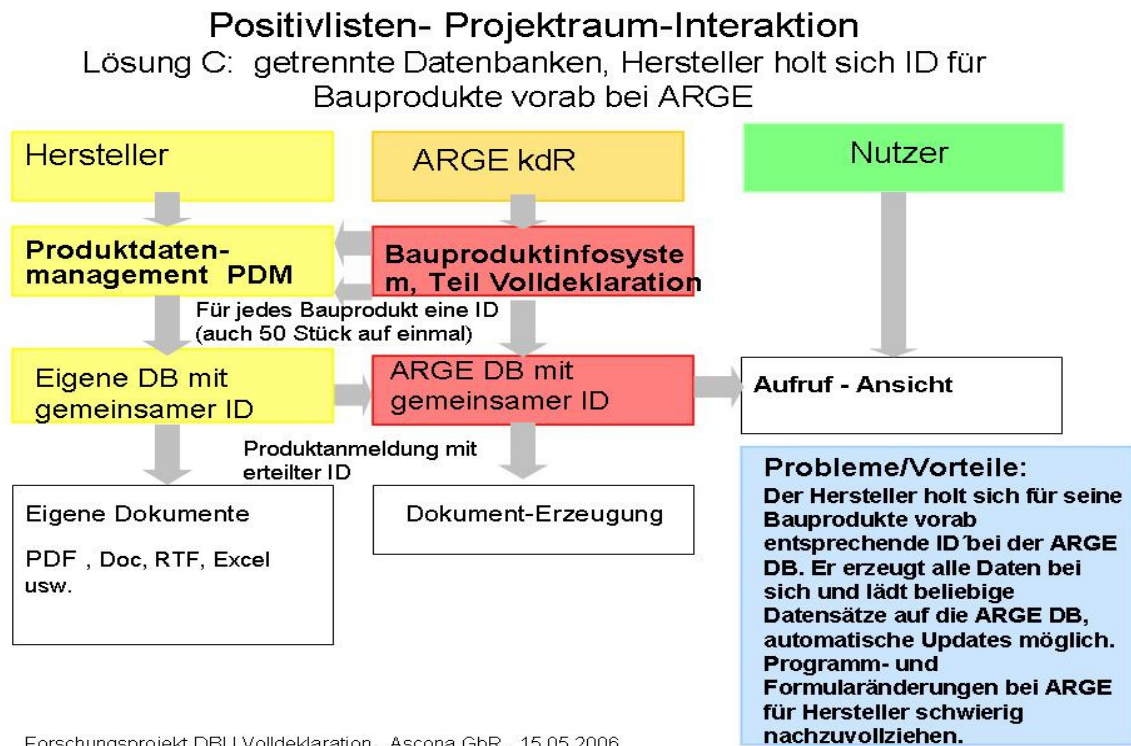 Positivlisten- Projektraum-Interaktion
Lösung C:  getrennte Datenbanken, Hersteller holt sich ID für
Bauprodukte vorab bei ARGE
Hersteller
ARGE kdR
Nutzer
Produktdaten-
management  PDM
Bauproduktinfosyste
m, Teil Volldeklaration
Für jedes Bauprodukt eine ID
(auch 50 Stück auf einmal)
Eigene DB mit
gemeinsamer ID
ARGE DB mit
gemeinsamer ID
Aufruf - Ansicht
Produktanmeldung mit
erteilter ID
Eigene Dokumente
PDF , Doc, RTF, Excel
usw.
Dokument-Erzeugung
Probleme/Vorteile:
Der Hersteller holt sich für seine
Bauprodukte vorab
entsprechende ID´bei der ARGE
DB. Er erzeugt alle Daten bei
sich und lädt beliebige
Datensätze auf die ARGE DB,
automatische Updates möglich.
Programm- und
Formularänderungen bei ARGE
für Hersteller schwierig
nachzuvollziehen.
Forschungsprojekt DBU Volldeklaration - Ascona GbR - 15.05.2006